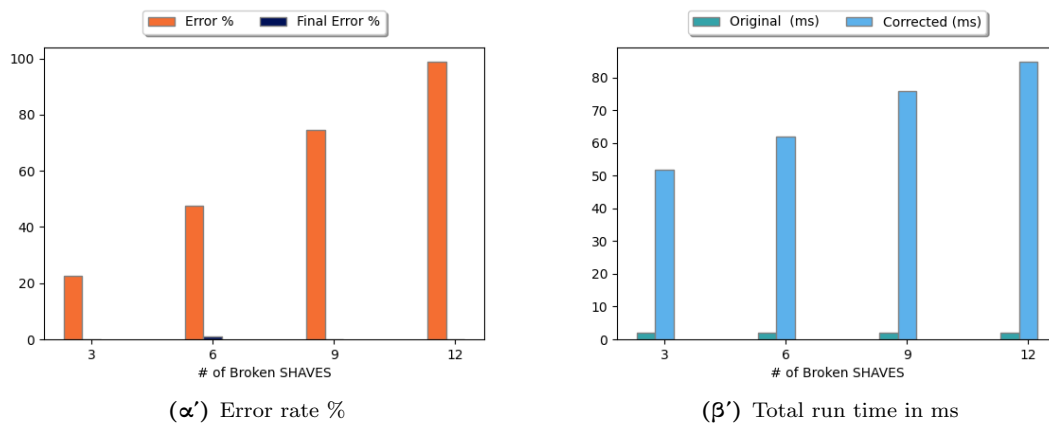 Error %  Final Error %
100
80
60
40
20
0
3  6  9  12
# of Broken SHAVES
(α′) Error rate %
Original  (ms)  Corrected (ms)
80
70
60
50
40
30
20
10
0
3  6  9  12
# of Broken SHAVES
(β′) Total run time in ms